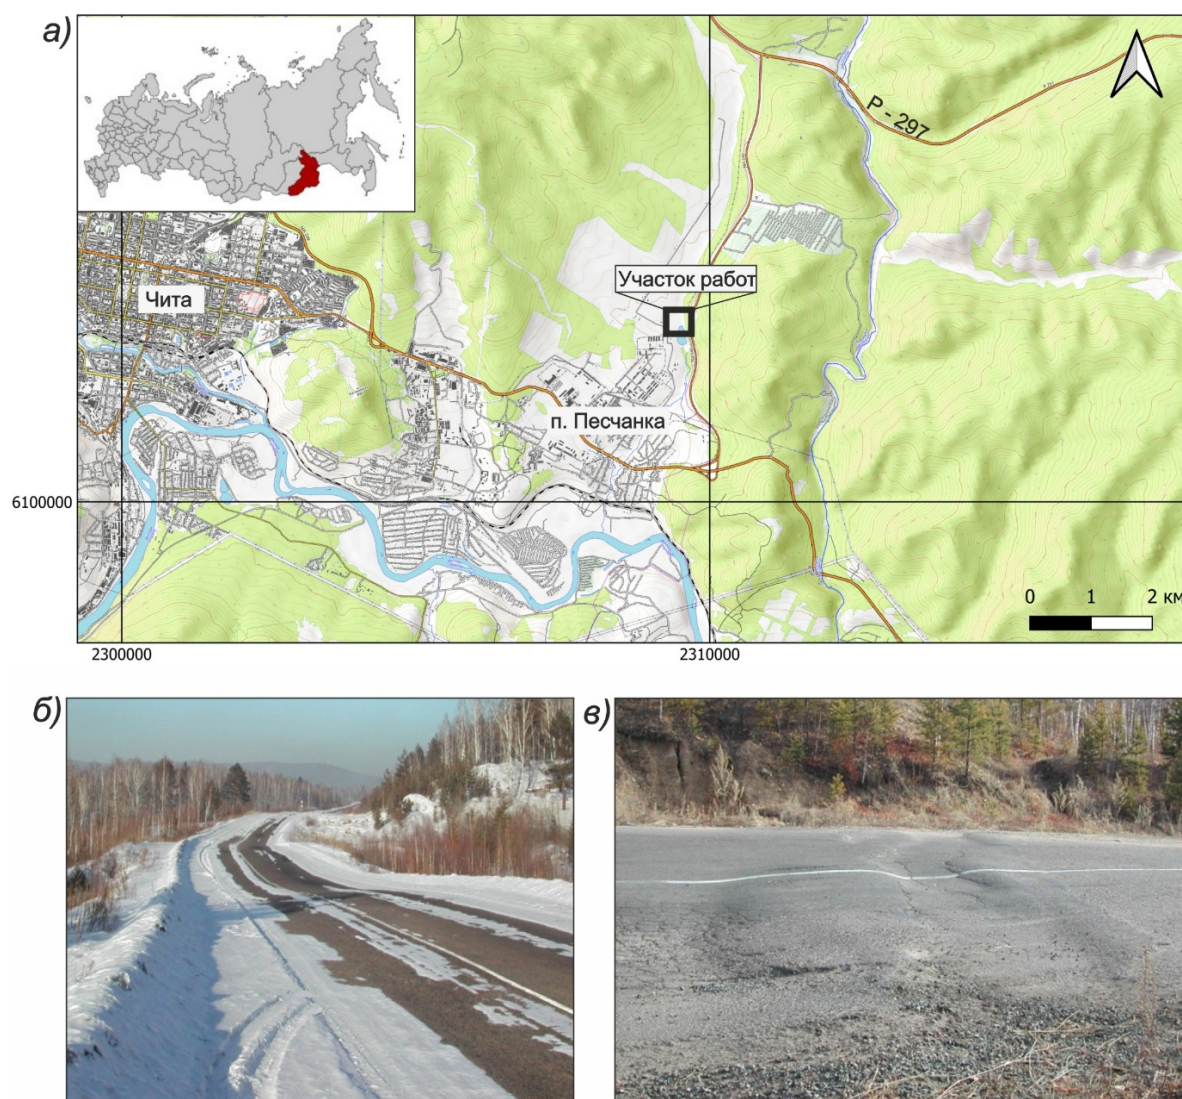 а)
Р - 297
Участок работ
Чита
п. Песчанка
6100000
0 1 2 км
2300000
2310000
б)
в)